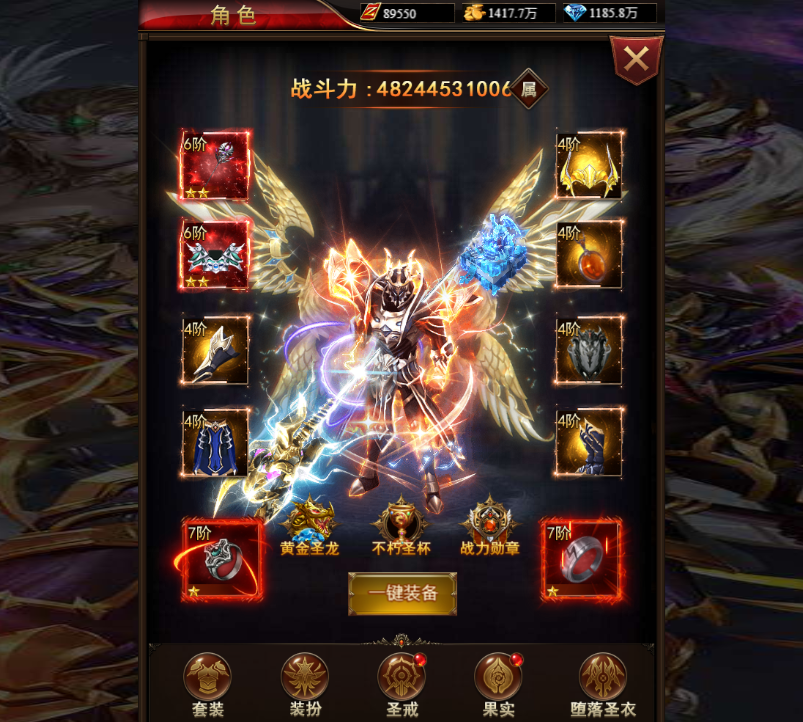 角色
89550
1417.7万
1185.8万
战斗力:48244531006
属
6阶
4阶
6阶
4阶
4阶
4阶
4阶
4阶
7阶
7阶
黄金圣龙
不朽圣杯
战力勋章
一键装备
套装
装扮
圣戒
果实
堕落圣衣